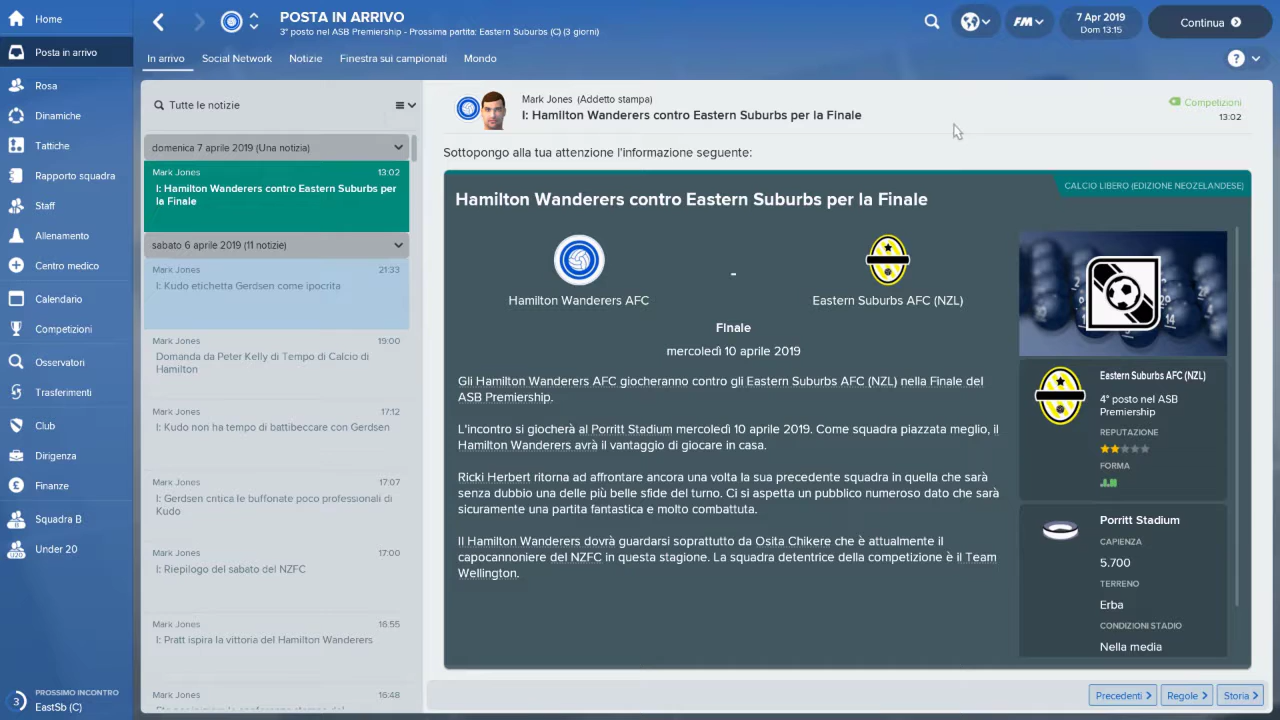 Home
Posta in arrivo
Rosa
Dinamiche
Tattiche
Rapporto squadra
Staff
Allenamento
Centro medico
Calendario
Competizioni
Osservatori
Trasferimenti
Club
Dirigenza
Finanze
Squadra B
Under 20
3
PROSSIMO INCONTRO
EastSb (C)
POSTA IN ARRIVO
3° posto nel ASB Premiership - Prossima partita: Eastern Suburbs (C) (3 giorni)
FM
7 Apr 2019
Dom 13:15
Continua
In arrivo
Social Network
Notizie
Finestra sui campionati
Mondo
?
Tutte le notizie
domenica 7 aprile 2019 (Una notizia)
Mark Jones 13:02
I: Hamilton Wanderers contro Eastern Suburbs per
la Finale
sabato 6 aprile 2019 (11 notizie)
Mark Jones 21:33
I: Kudo etichetta Gerdsen come ipocrita
Mark Jones 19:00
Domanda da Peter Kelly di Tempo di Calcio di
Hamilton
Mark Jones 17:12
I: Kudo non ha tempo di battibeccare con Gerdsen
Mark Jones 17:07
I: Gerdsen critica le buffonate poco professionali di
Kudo
Mark Jones 17:00
I: Riepilogo del sabato del NZFC
Mark Jones 16:55
I: Pratt ispira la vittoria del Hamilton Wanderers
Mark Jones 16:48
Mark Jones (Addetto stampa)
I: Hamilton Wanderers contro Eastern Suburbs per la Finale
Competizioni
13:02
Sottopongo alla tua attenzione l'informazione seguente:
CALCIO LIBERO (EDIZIONE NEOZELANDESE)
Hamilton Wanderers contro Eastern Suburbs per la Finale
-
Hamilton Wanderers AFC
Eastern Suburbs AFC (NZL)
Finale
mercoledì 10 aprile 2019
Gli Hamilton Wanderers AFC giocheranno contro gli Eastern Suburbs AFC (NZL) nella Finale del
ASB Premiership.
L'incontro si giocherà al Porritt Stadium mercoledì 10 aprile 2019. Come squadra piazzata meglio, il
Hamilton Wanderers avrà il vantaggio di giocare in casa.
Ricki Herbert ritorna ad affrontare ancora una volta la sua precedente squadra in quella che sarà
senza dubbio una delle più belle sfide del turno. Ci si aspetta un pubblico numeroso dato che sarà
sicuramente una partita fantastica e molto combattuta.
Il Hamilton Wanderers dovrà guardarsi soprattutto da Osita Chikere che è attualmente il
capocannoniere del NZFC in questa stagione. La squadra detentrice della competizione è il Team
Wellington.
Eastern Suburbs AFC (NZL)
4° posto nel ASB
Premiership
REPUTAZIONE
FORMA
Porritt Stadium
CAPIENZA
5.700
TERRENO
Erba
CONDIZIONI STADIO
Nella media
Precedenti
Regole
Storia